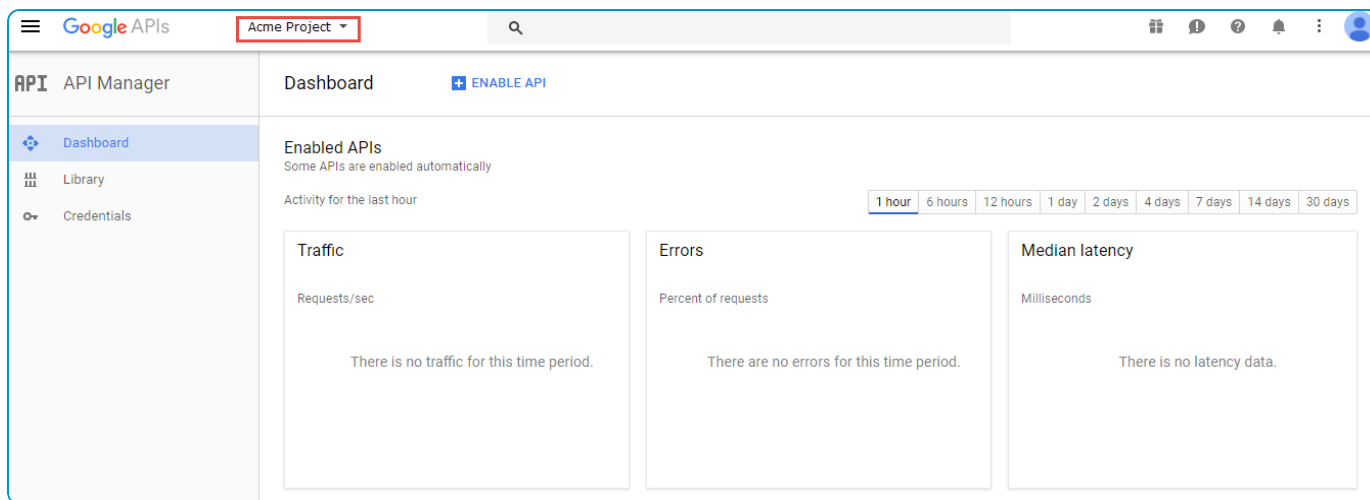 Google APIs
Acme Project
API API Manager
Dashboard
ENABLE API
Dashboard
Library
Credentials
Enabled APIs
Some APIs are enabled automatically
Activity for the last hour
1 hour 6 hours 12 hours 1 day 2 days 4 days 7 days 14 days 30 days
Traffic
Requests/sec
There is no traffic for this time period.
Errors
Percent of requests
There are no errors for this time period.
Median latency
Milliseconds
There is no latency data.